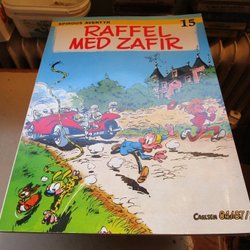 SPIROUS ÄVENTYR
15
RAFFEL
MED ZAFIR
CARLSEN